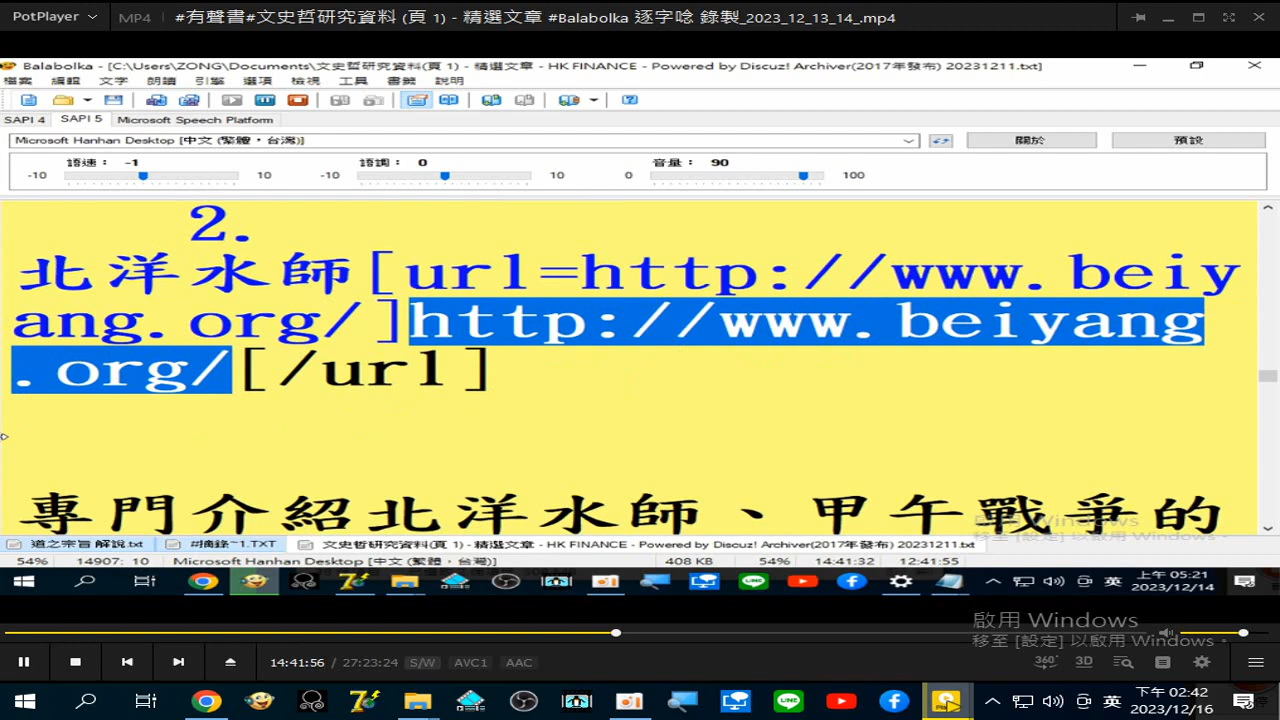 PotPlayer MP4 #有聲書#文史哲研究資料 (頁 1) - 精選文章 #Balabolka 逐字唸 錄製_2023_12_13_14_.mp4
Balabolka - [C:\Users\ZONG\Documents\文史哲研究資料(頁 1) - 精選文章 - HK FINANCE - Powered by Discuz! Archiver(2017年發布) 20231211.txt]
檔案 編輯 文字 朗讀 引擎 選項 檢視 工具 書籤 說明
SAPI 4 SAPI 5 Microsoft Speech Platform
Microsoft Hanhan Desktop [中文 (繁體，台灣)] 關於 預設
語速： -1 語調： 0 音量： 90
-10 10 -10 10 0 100
2.
北洋水師[url=http://www.beiy
ang.org/]http://www.beiyang
.org/[/url]
專門介紹北洋水師、甲午戰爭的
道之宗旨 解說.txt #摘錄~1.TXT 文史哲研究資料(頁 1) - 精選文章 - HK FINANCE - Powered by Discuz! Archiver(2017年發布) 20231211.txt
54% 14907: 10 Microsoft Hanhan Desktop [中文 (繁體，台灣)] 408 KB 54% 14:41:32 12:41:55
英 上午 05:21
2023/12/14
啟用 Windows
移至 [設定] 以啟用 Windows。
14:41:56 / 27:23:24 S/W AVC1 AAC 360° 3D
英 下午 02:42
2023/12/16